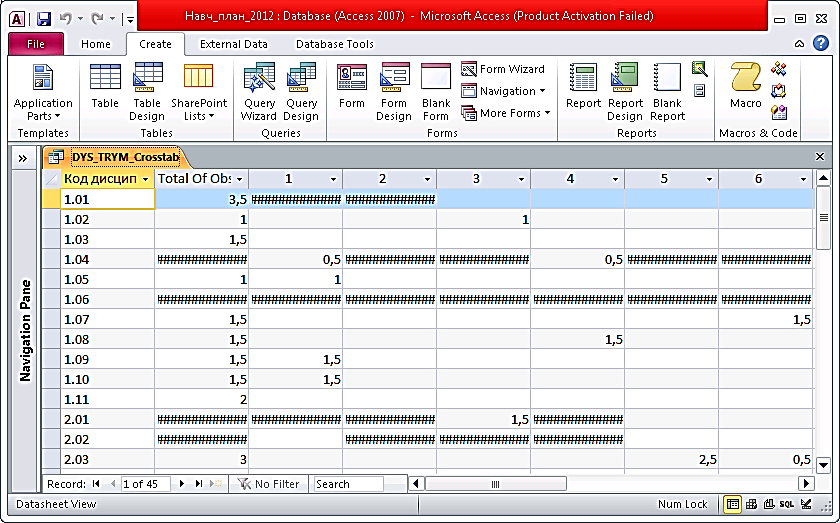 Навч_план_2012 : Database (Access 2007) - Microsoft Access (Product Activation Failed)
File Home Create External Data Database Tools
Application Parts Table Table Design SharePoint Lists Query Wizard Query Design Form Form Design Blank Form Form Wizard Navigation More Forms Report Report Design Blank Report Macro
Templates Tables Queries Forms Reports Macros & Code
DYS_TRYM_Crosstab
Код дисцип Total Of Obs 1 2 3 4 5 6
1.01 3,5 ############## ##############
1.02 1 1
1.03 1,5
1.04 ############## 0,5 ############## ############## 0,5 ############## ##############
1.05 1 1
1.06 ############## ############## ############## ############## ############## ############## ##############
1.07 1,5 1,5
1.08 1,5 1,5
1.09 1,5 1,5
1.10 1,5 1,5
1.11 2
2.01 ############## ############## ############## 1,5 ##############
2.02 ############## ############## ############## ##############
2.03 3 2,5 0,5
Navigation Pane
Record: 1 of 45 No Filter Search
Datasheet View Num Lock SQL